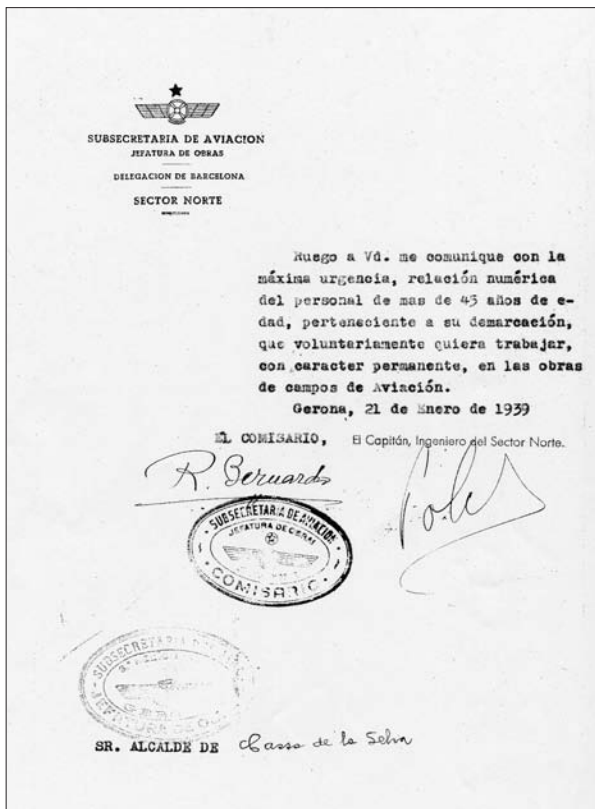 SUBSECRETARIA DE AVIACION
JEFATURA DE OBRAS
DELEGACION DE BARCELONA
SECTOR NORTE
Ruego a Vd. me comunique con la
máxima urgencia, relación numérica
del personal de mas de 45 años de e-
dad, perteneciente a su demarcación,
que voluntariamente quiera trabajar,
con caracter permanente, en las obras
de campos de Aviación.
Gerona, 21 de Enero de 1939
EL COMISARIO, El Capitán, Ingeniero del Sector Norte.
R. Bernardo
SUBSECRETARIA DE AVIACION
JEFATURA DE OBRAS
COMISARIO
SUBSECRETARIA
JEFATURA DE
SR. ALCALDE DE Cassa de la Selva